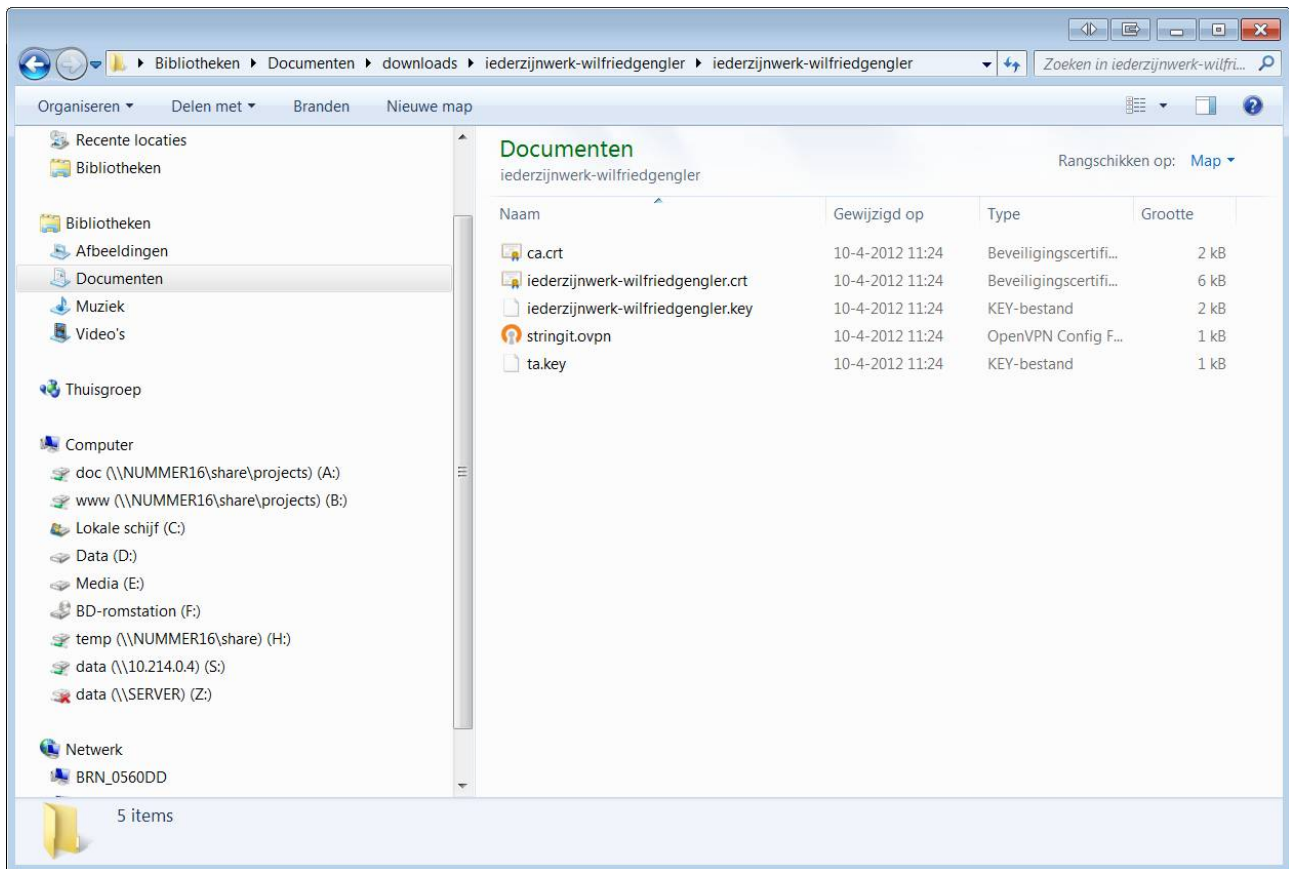 Bibliotheken Documenten downloads iederzijnwerk-wilfriedgengler iederzijnwerk-wilfriedgengler Zoeken in iederzijnwerk-wilfri...
Organiseren Delen met Branden Nieuwe map
Recente locaties
Bibliotheken
Bibliotheken
Afbeeldingen
Documenten
Muziek
Video's
Thuisgroep
Computer
doc (\\NUMMER16\share\projects) (A:)
www (\\NUMMER16\share\projects) (B:)
Lokale schijf (C:)
Data (D:)
Media (E:)
BD-romstation (F:)
temp (\\NUMMER16\share) (H:)
data (\\10.214.0.4) (S:)
data (\\SERVER) (Z:)
Netwerk
BRN_0560DD
Documenten
iederzijnwerk-wilfriedgengler
Rangschikken op: Map
Naam Gewijzigd op Type Grootte
ca.crt 10-4-2012 11:24 Beveiligingscertifi... 2 kB
iederzijnwerk-wilfriedgengler.crt 10-4-2012 11:24 Beveiligingscertifi... 6 kB
iederzijnwerk-wilfriedgengler.key 10-4-2012 11:24 KEY-bestand 2 kB
stringit.ovpn 10-4-2012 11:24 OpenVPN Config F... 1 kB
ta.key 10-4-2012 11:24 KEY-bestand 1 kB
5 items